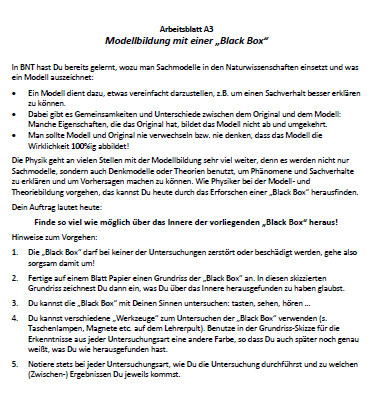 Arbeitsblatt A3
Modellbildung mit einer „Black Box“
In BNT hast Du bereits gelernt, wozu man Sachmodelle in den Naturwissenschaften einsetzt und was
ein Modell auszeichnet:
• Ein Modell dient dazu, etwas vereinfacht darzustellen, z.B. um einen Sachverhalt besser erklären
zu können.
• Dabei gibt es Gemeinsamkeiten und Unterschiede zwischen dem Original und dem Modell:
Manche Eigenschaften, die das Original hat, bildet das Modell nicht ab und umgekehrt.
• Man sollte Modell und Original nie verwechseln bzw. nie denken, dass das Modell die
Wirklichkeit 100%ig abbildet!
Die Physik geht an vielen Stellen mit der Modellbildung sehr viel weiter, denn es werden nicht nur
Sachmodelle, sondern auch Denkmodelle oder Theorien benutzt, um Phänomene und Sachverhalte
zu erklären und um Vorhersagen machen zu können. Wie Physiker bei der Modell- und
Theoriebildung vorgehen, das kannst Du heute durch das Erforschen einer „Black Box“ herausfinden.
Dein Auftrag lautet heute:
Finde so viel wie möglich über das Innere der vorliegenden „Black Box“ heraus!
Hinweise zum Vorgehen:
1. Die „Black Box“ darf bei keiner der Untersuchungen zerstört oder beschädigt werden, gehe also
sorgsam damit um!
2. Fertige auf einem Blatt Papier einen Grundriss der „Black Box“ an. In diesen skizzierten
Grundriss zeichnest Du dann ein, was Du über das Innere herausgefunden zu haben glaubst.
3. Du kannst die „Black Box“ mit Deinen Sinnen untersuchen: tasten, sehen, hören ...
4. Du kannst verschiedene „Werkzeuge“ zum Untersuchen der „Black Box“ verwenden (s.
Taschenlampen, Magnete etc. auf dem Lehrerpult). Benutze in der Grundriss-Skizze für die
Erkenntnisse aus jeder Untersuchungsart eine andere Farbe, so dass Du auch später noch genau
weißt, was Du wie herausgefunden hast.
5. Notiere stets bei jeder Untersuchungsart, wie Du die Untersuchung durchführst und zu welchen
(Zwischen-) Ergebnissen Du jeweils kommst.